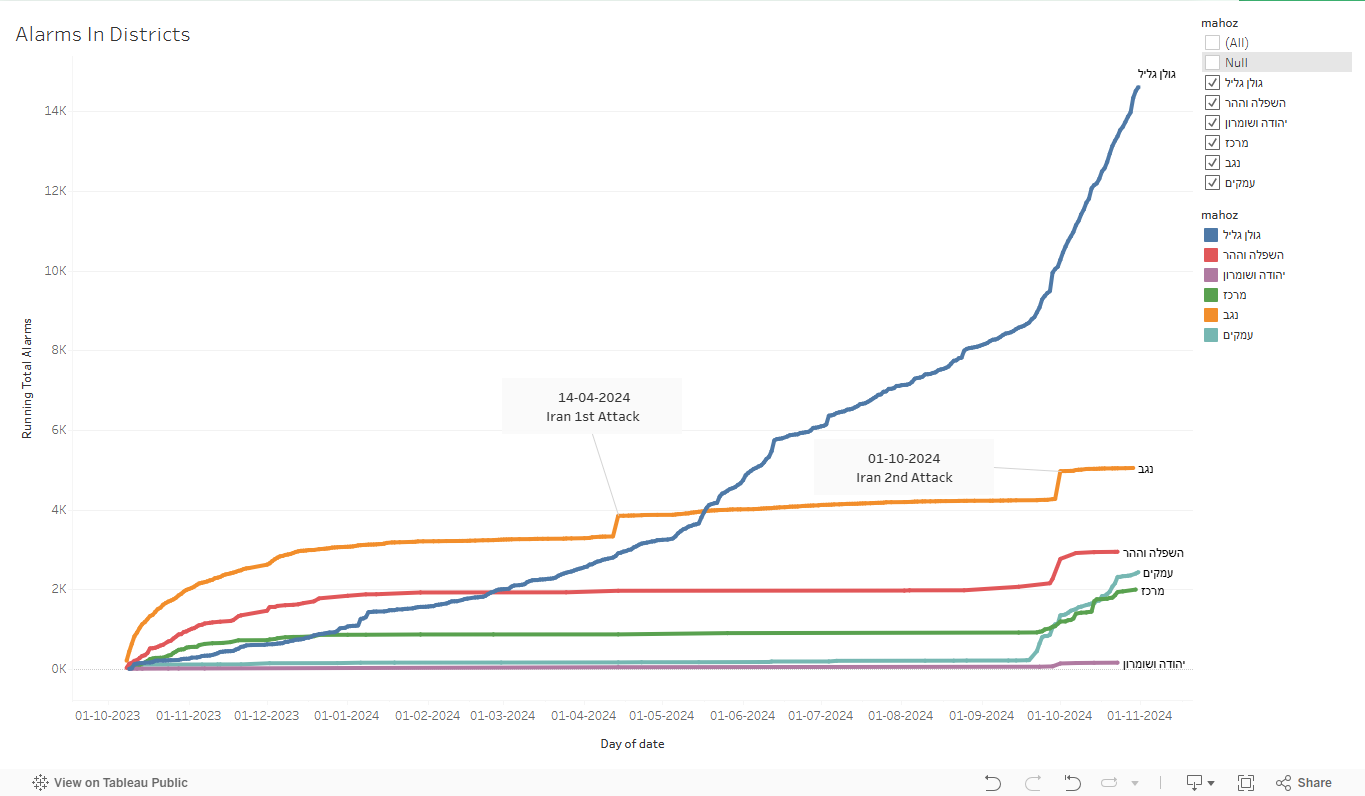 Alarms In Districts
mahoz
(All)
Null
גולן גליל
השפלה וההר
יהודה ושומרון
מרכז
נגב
עמקים
mahoz
גולן גליל
השפלה וההר
יהודה ושומרון
מרכז
נגב
עמקים
גולן גליל
14K
12K
10K
8K
6K
4K
2K
0K
Running Total Alarms
14-04-2024
Iran 1st Attack
01-10-2024
Iran 2nd Attack
נגב
השפלה וההר
עמקים
מרכז
יהודה ושומרון
01-10-2023 01-11-2023 01-12-2023 01-01-2024 01-02-2024 01-03-2024 01-04-2024 01-05-2024 01-06-2024 01-07-2024 01-08-2024 01-09-2024 01-10-2024 01-11-2024
Day of date
View on Tableau Public
Share